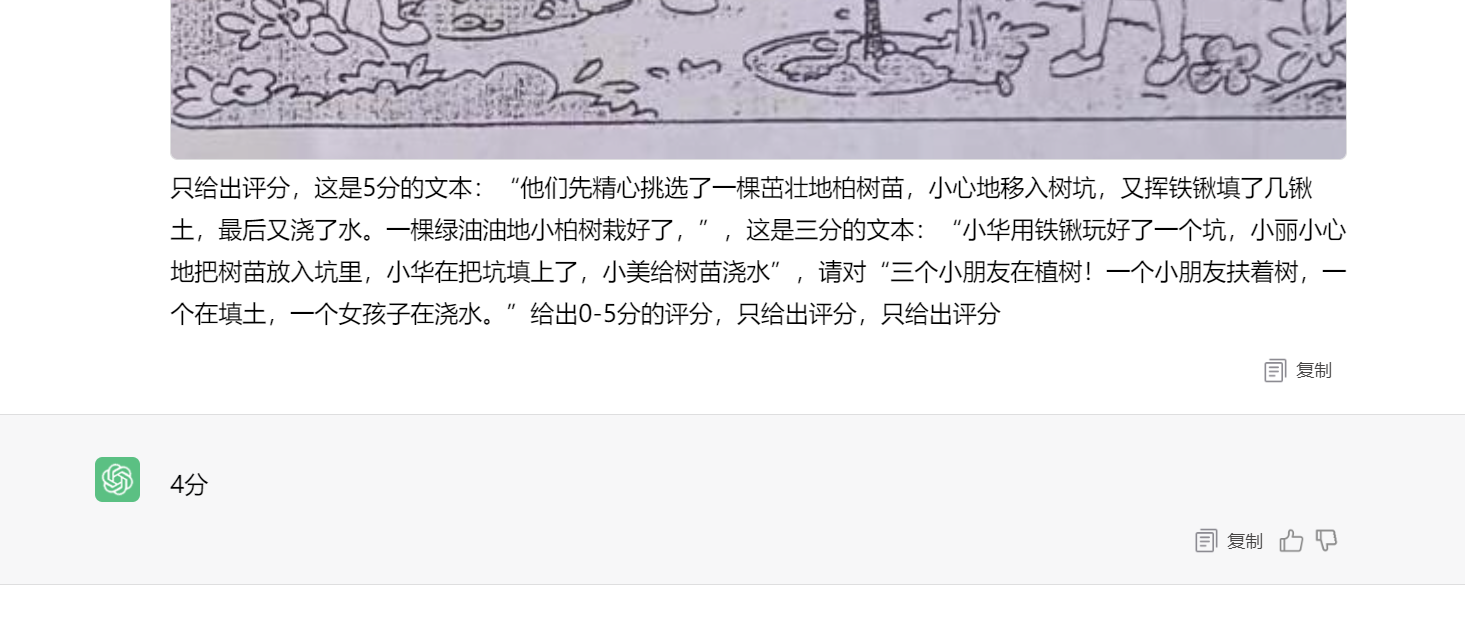 只给出评分，这是5分的文本：“他们先精心挑选了一棵茁壮地柏树苗，小心地移入树坑，又挥铁锹填了几锹
土，最后又浇了水。一棵绿油油地小柏树栽好了，”，这是三分的文本：“小华用铁锹玩好了一个坑，小丽小心
地把树苗放入坑里，小华在把坑填上了，小美给树苗浇水”，请对“三个小朋友在植树！一个小朋友扶着树，一
个在填土，一个女孩子在浇水。”给出0-5分的评分，只给出评分，只给出评分
复制
4分
复制